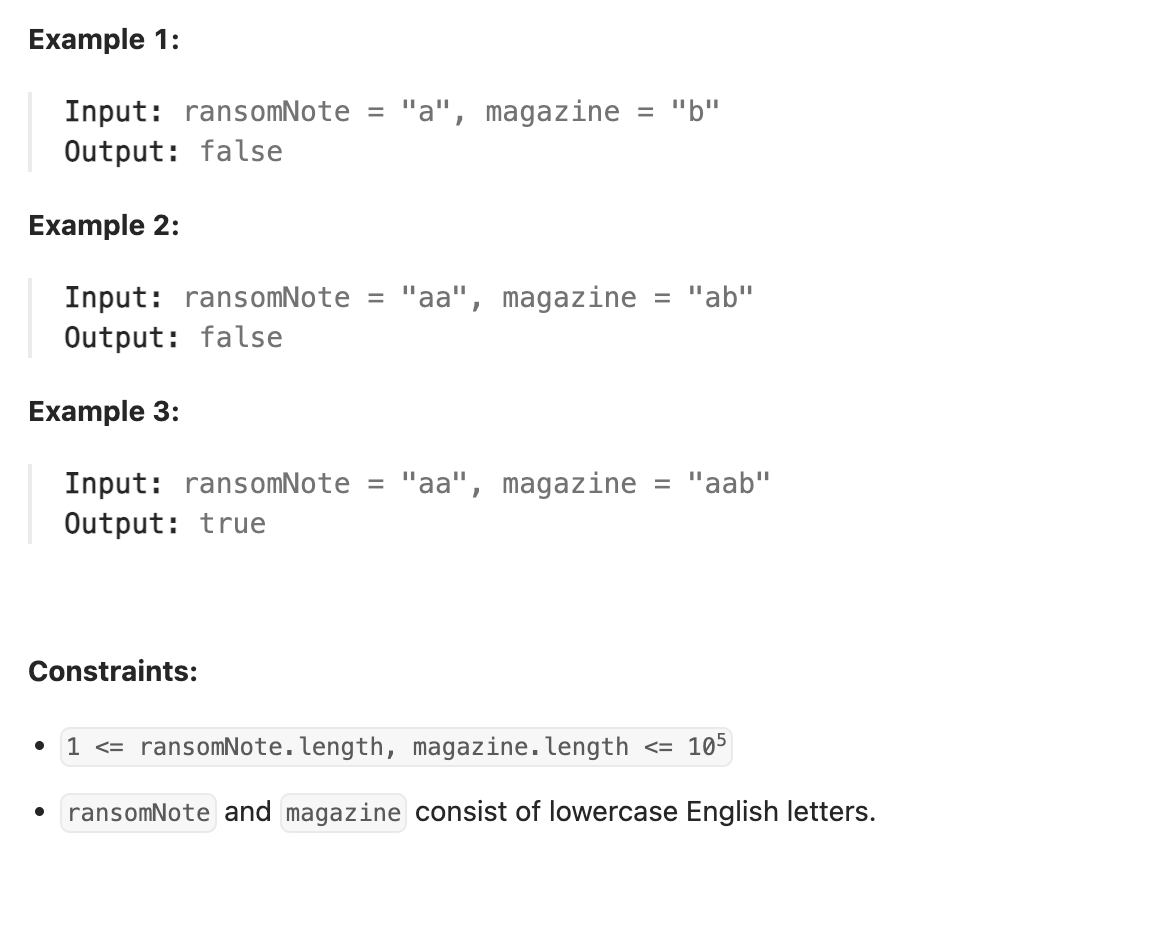 Example 1:
Input: ransomNote = "a", magazine = "b"
Output: false
Example 2:
Input: ransomNote = "aa", magazine = "ab"
Output: false
Example 3:
Input: ransomNote = "aa", magazine = "aab"
Output: true
Constraints:
• 1 <= ransomNote.length, magazine.length <= 10⁵
• ransomNote and magazine consist of lowercase English letters.